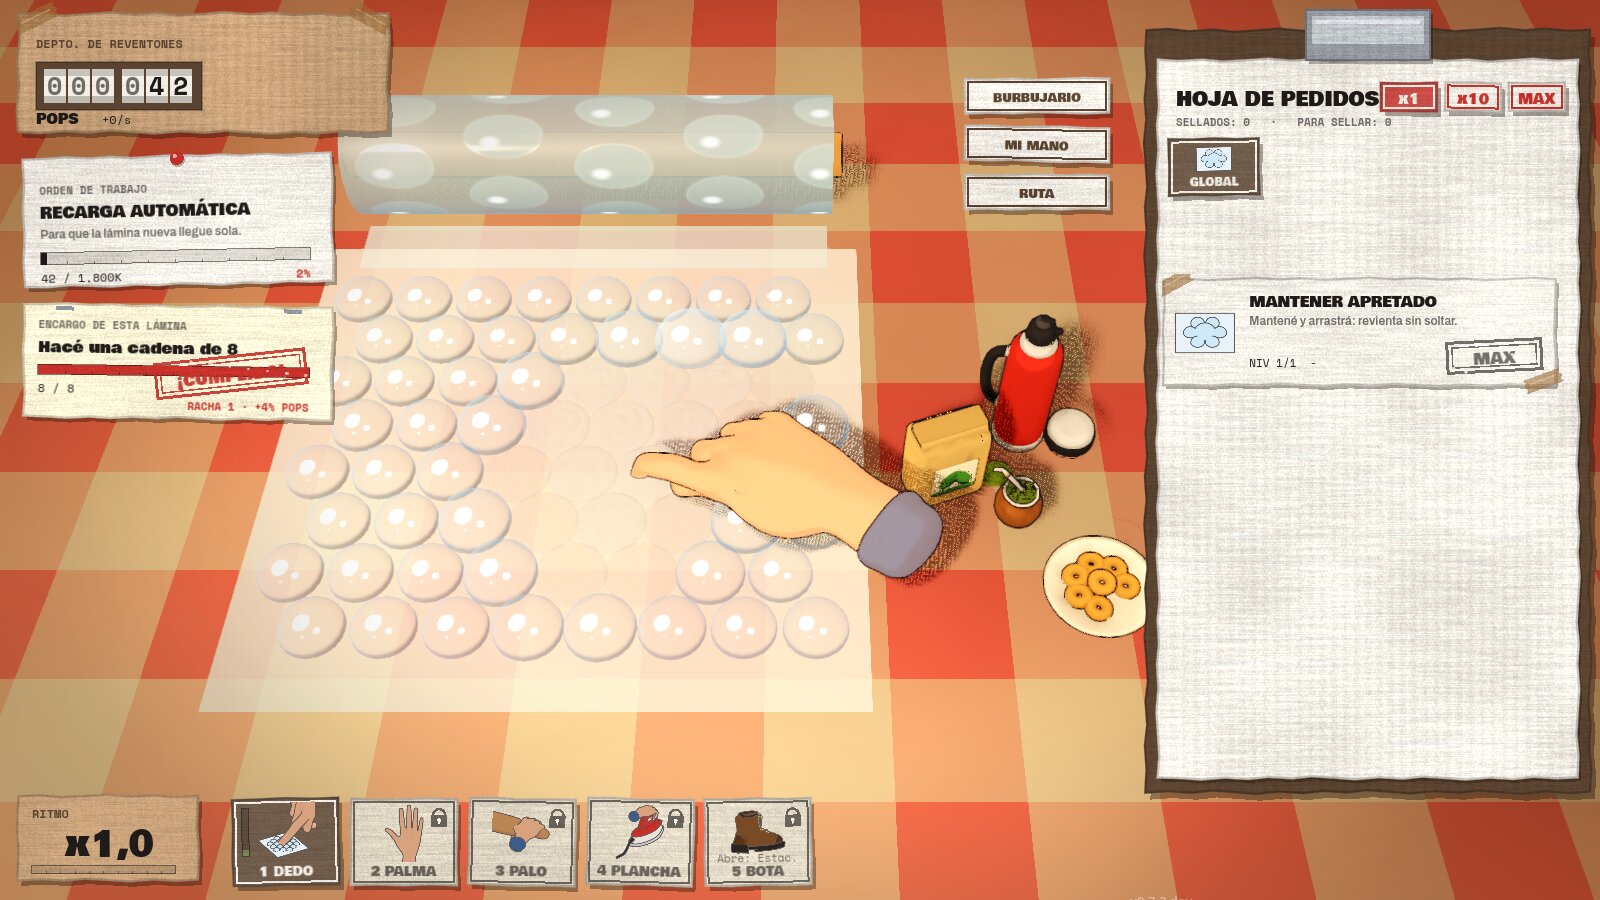 DEPTO. DE REVENTONES
000042
POPS +0/s
ORDEN DE TRABAJO
RECARGA AUTOMÁTICA
Para que la lámina nueva llegue sola.
42 / 1.800K 2%
ENCARGO DE ESTA LÁMINA
Hacé una cadena de 8
8 / 8
RACHA 1 · +4% POPS
BURBUJARIO
MI MANO
RUTA
HOJA DE PEDIDOS x1 x10 MAX
SELLADOS: 0 · PARA SELLAR: 0
GLOBAL
MANTENER APRETADO
Mantené y arrastrá: revienta sin soltar.
NIV 1/1 -
MAX
RITMO
x1,0
1 DEDO
2 PALMA
3 PALO
4 PLANCHA
Abre: Estac.
5 BOTA